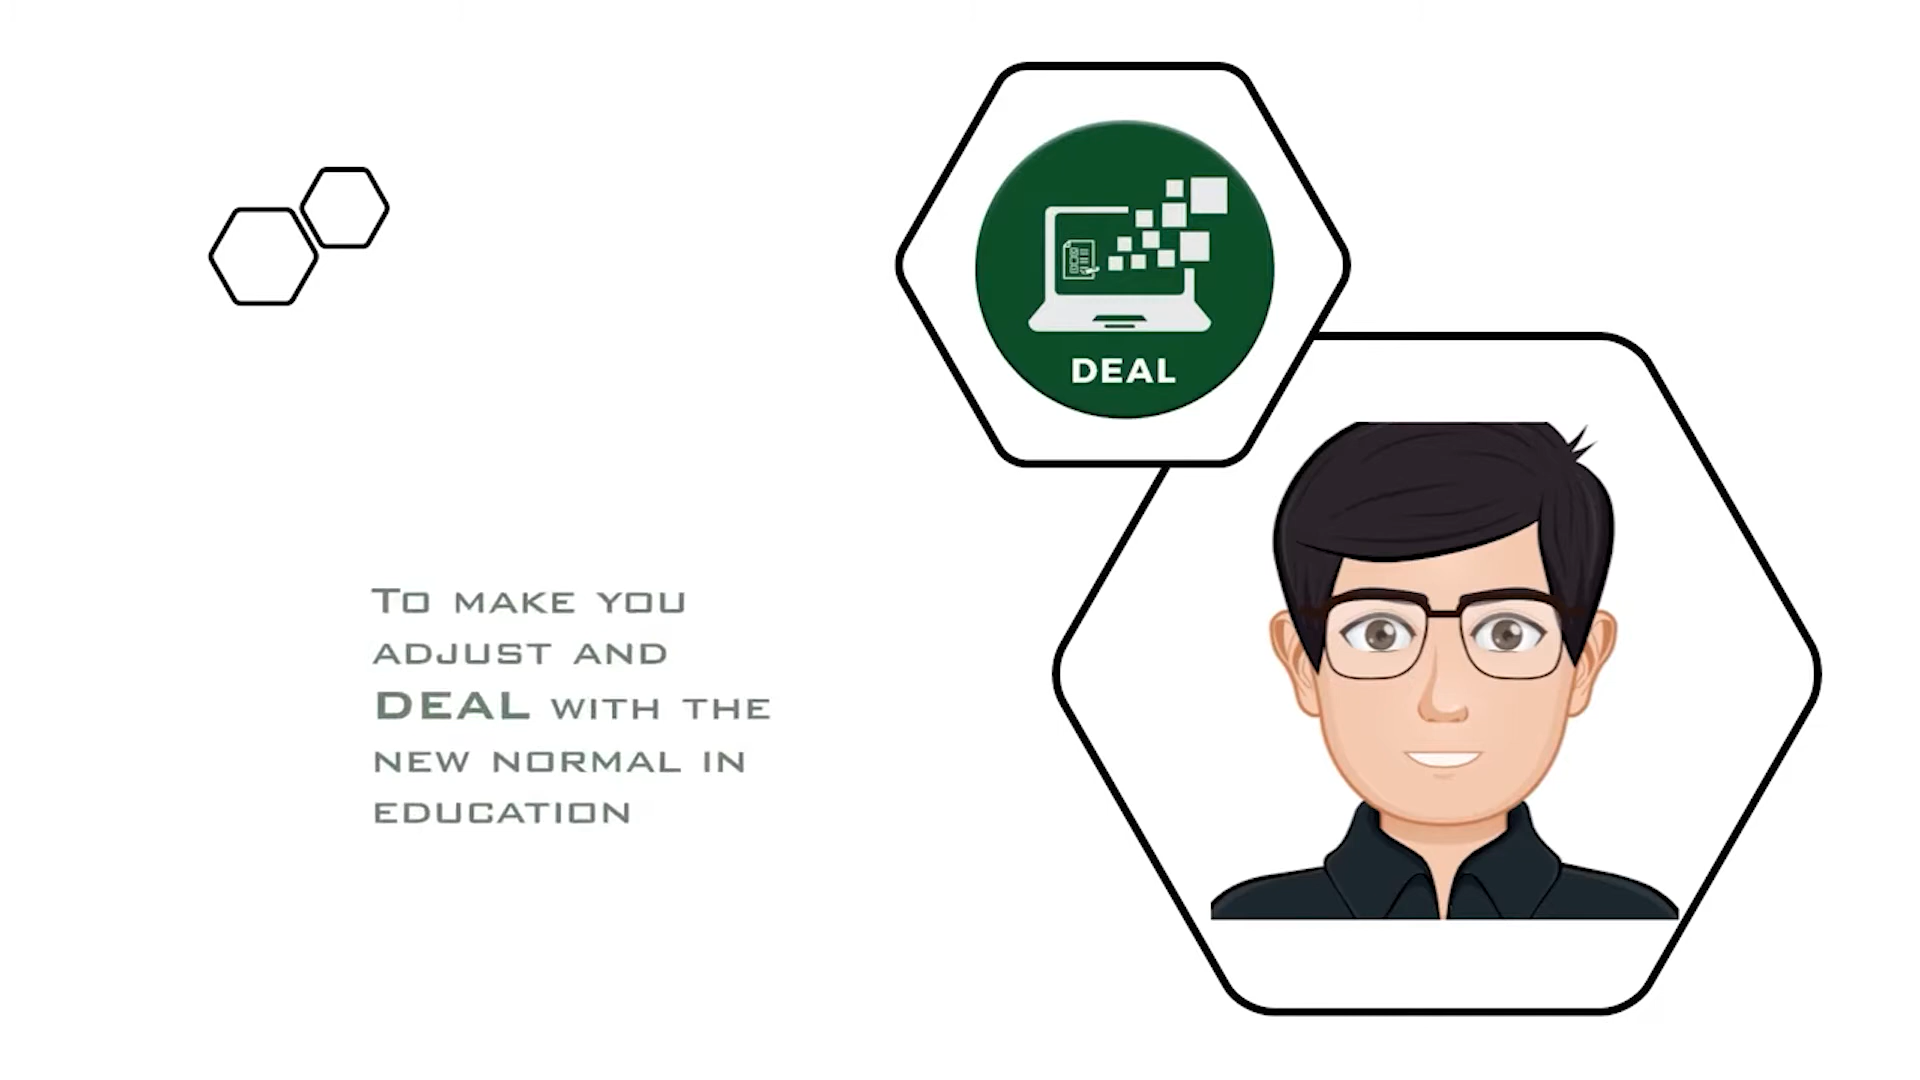 DEAL
To make you
adjust and
DEAL with the
new normal in
education